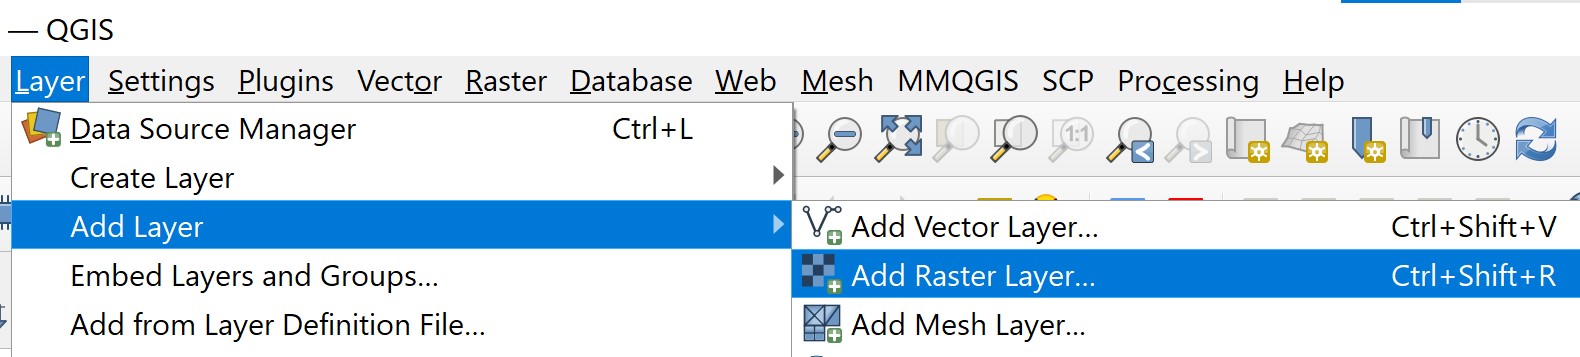 — QGIS
Layer Settings Plugins Vector Raster Database Web Mesh MMQGIS SCP Processing Help
Data Source Manager Ctrl+L
1:1
Create Layer
Add Layer
Add Vector Layer... Ctrl+Shift+V
Embed Layers and Groups...
Add Raster Layer... Ctrl+Shift+R
Add from Layer Definition File...
Add Mesh Layer...